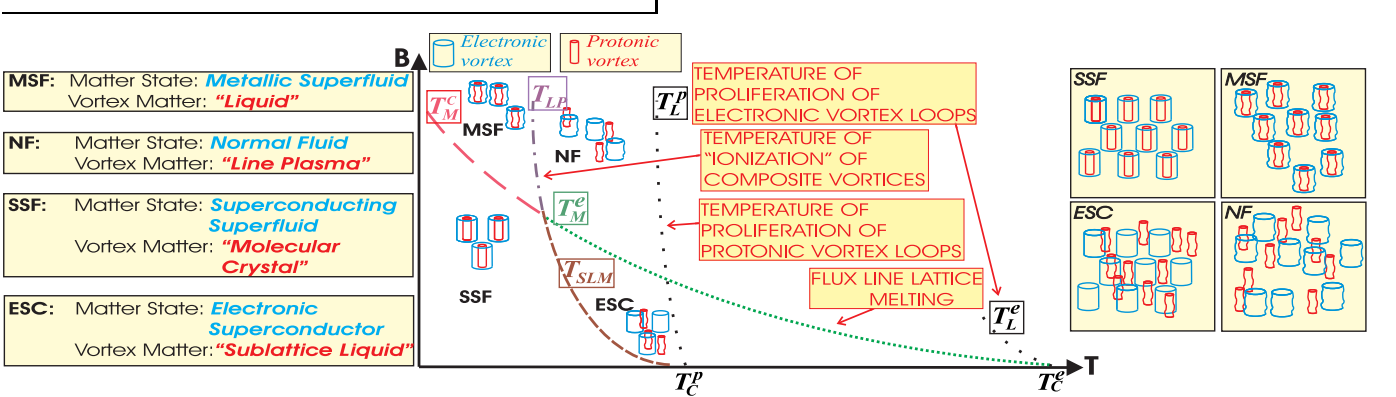 MSF: Matter State: Metallic Superfluid
Vortex Matter: "Liquid"
NF: Matter State: Normal Fluid
Vortex Matter: "Line Plasma"
SSF: Matter State: Superconducting
Superfluid
Vortex Matter: "Molecular
Crystal"
ESC: Matter State: Electronic
Superconductor
Vortex Matter: "Sublattice Liquid"
B
Electronic
vortex
Protonic
vortex
T_M^c
T_LP
T_L^p
MSF
NF
T_M^e
T_SLM
SSF
ESC
TEMPERATURE OF
PROLIFERATION OF
ELECTRONIC VORTEX LOOPS
TEMPERATURE OF
"IONIZATION" OF
COMPOSITE VORTICES
TEMPERATURE OF
PROLIFERATION OF
PROTONIC VORTEX LOOPS
FLUX LINE LATTICE
MELTING
T_L^e
T_C^p
T_C^e
T
SSF
MSF
ESC
NF